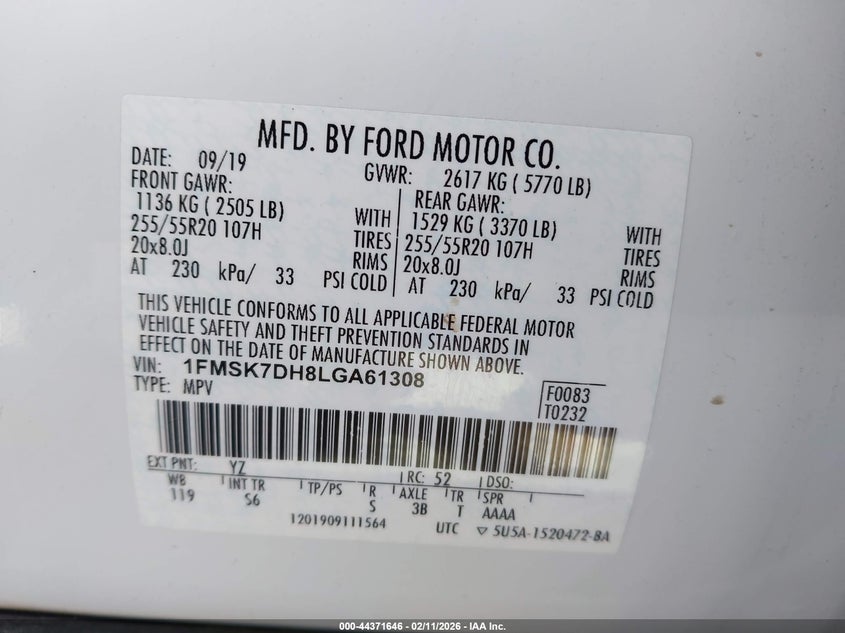 MFD. BY FORD MOTOR CO.
DATE: 09/19 GVWR: 2617 KG ( 5770 LB)
FRONT GAWR: REAR GAWR:
1136 KG ( 2505 LB) WITH 1529 KG ( 3370 LB) WITH
255/55R20 107H TIRES 255/55R20 107H TIRES
20x8.0J RIMS 20x8.0J RIMS
AT 230 kPa/ 33 PSI COLD AT 230 kPa/ 33 PSI COLD
THIS VEHICLE CONFORMS TO ALL APPLICABLE FEDERAL MOTOR
VEHICLE SAFETY AND THEFT PREVENTION STANDARDS IN
EFFECT ON THE DATE OF MANUFACTURE SHOWN ABOVE.
VIN: 1FMSK7DH8LGA61308
TYPE: MPV
F0083
T0232
EXT PNT: YZ RC: 52 DSO:
WB INT TR TP/PS R AXLE TR SPR
119 S6 S 3B T AAAA
1201909111564 UTC ▽ 5U5A-1520472-BA
000-44371646 / 02/11/2026 - IAA Inc.